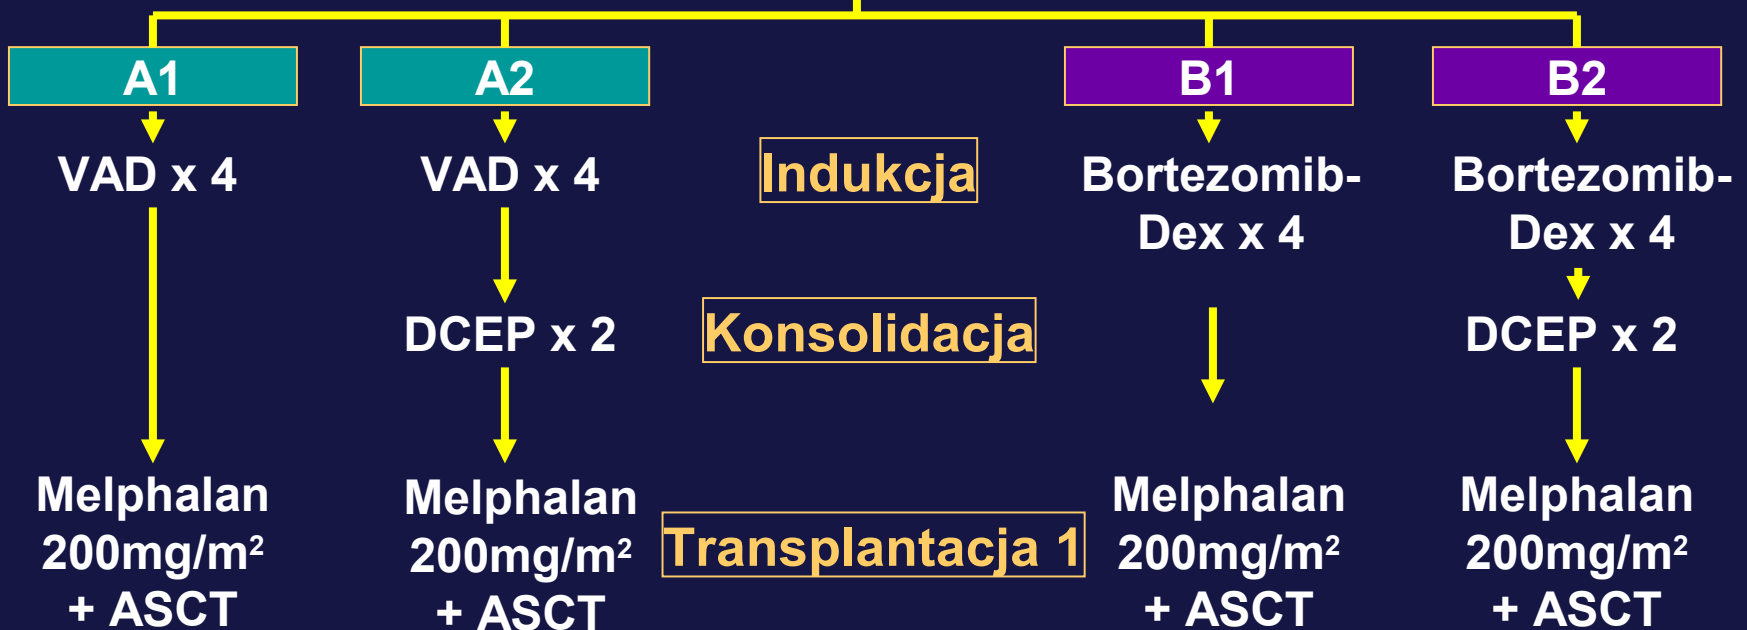 A1
A2
B1
B2
VAD x 4
VAD x 4
Indukcja
Bortezomib-
Dex x 4
Bortezomib-
Dex x 4
DCEP x 2
Konsolidacja
DCEP x 2
Melphalan
200mg/m²
+ ASCT
Melphalan
200mg/m²
+ ASCT
Transplantacja 1
Melphalan
200mg/m²
+ ASCT
Melphalan
200mg/m²
+ ASCT